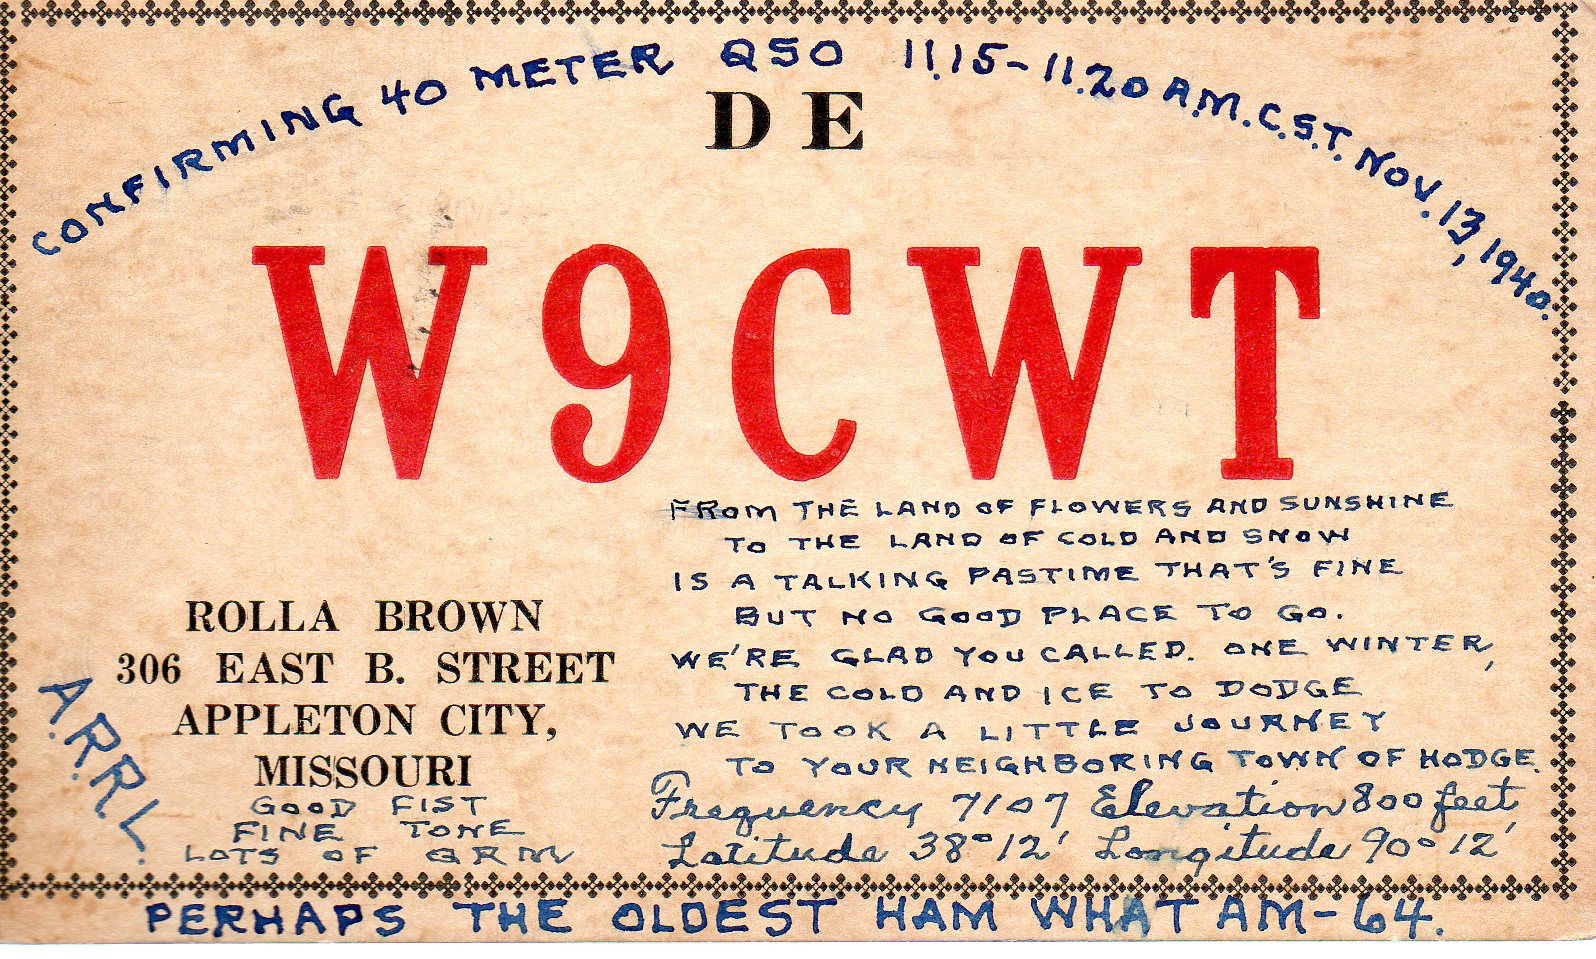 CONFIRMING 40 METER QSO 11.15-11.20 A.M. C.S.T. NOV. 13, 1940.
DE
W9CWT
FROM THE LAND OF FLOWERS AND SUNSHINE
TO THE LAND OF COLD AND SNOW
IS A TALKING PASTIME THAT'S FINE
BUT NO GOOD PLACE TO GO.
WE'RE GLAD YOU CALLED. ONE WINTER,
THE COLD AND ICE TO DODGE
WE TOOK A LITTLE JOURNEY
TO YOUR NEIGHBORING TOWN OF HODGE.
Frequency 7107 Elevation 800 feet,
Latitude 38° 12' Longitude 90° 12'
ROLLA BROWN
306 EAST B. STREET
APPLETON CITY,
MISSOURI
A.R.R.L.
GOOD FIST
FINE TONE
LOTS OF QRM
PERHAPS THE OLDEST HAM WHAT AM-64.